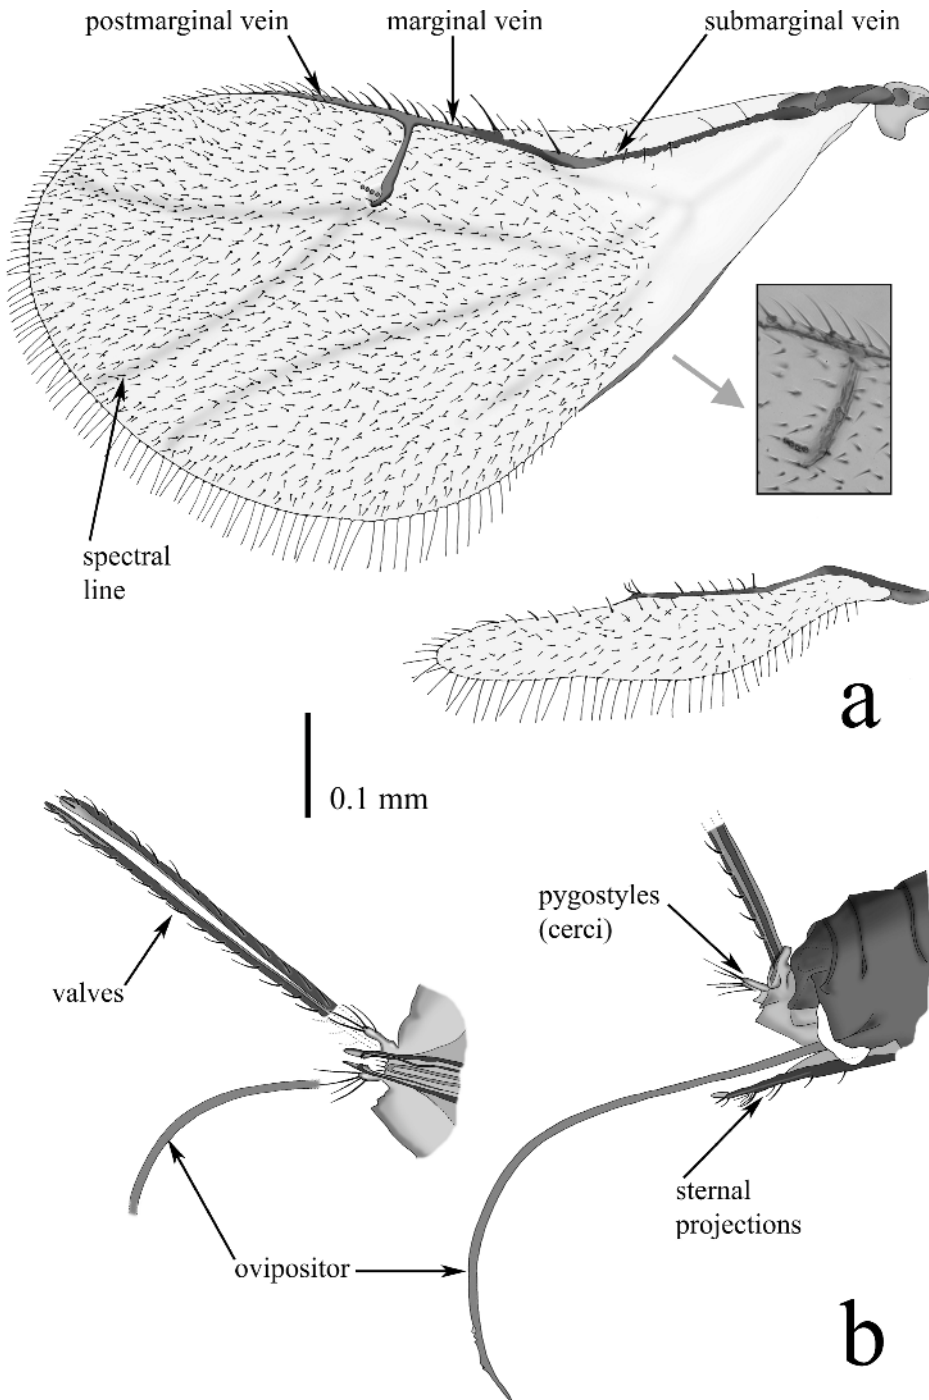 postmarginal vein
marginal vein
submarginal vein
spectral
line
a
0.1 mm
pygostyles
(cerci)
valves
sternal
projections
ovipositor
b